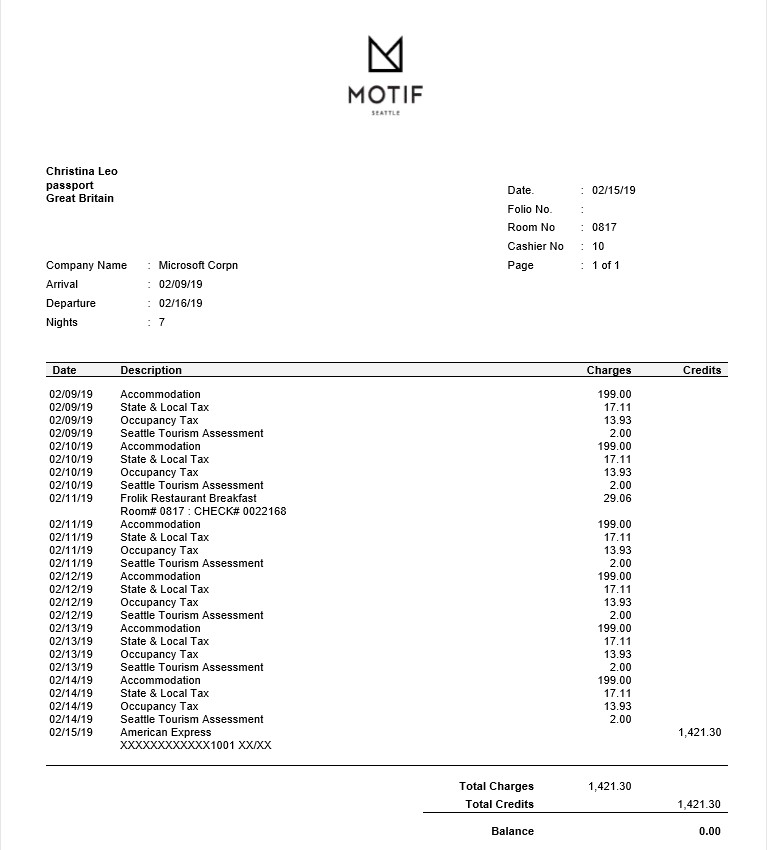 MOTIF
SEATTLE
Christina Leo
passport
Great Britain
Date. : 02/15/19
Folio No. :
Room No : 0817
Cashier No : 10
Company Name : Microsoft Corpn Page : 1 of 1
Arrival : 02/09/19
Departure : 02/16/19
Nights : 7
Date Description Charges Credits
02/09/19 Accommodation 199.00
02/09/19 State & Local Tax 17.11
02/09/19 Occupancy Tax 13.93
02/09/19 Seattle Tourism Assessment 2.00
02/10/19 Accommodation 199.00
02/10/19 State & Local Tax 17.11
02/10/19 Occupancy Tax 13.93
02/10/19 Seattle Tourism Assessment 2.00
02/11/19 Frolik Restaurant Breakfast 29.06
Room# 0817 : CHECK# 0022168
02/11/19 Accommodation 199.00
02/11/19 State & Local Tax 17.11
02/11/19 Occupancy Tax 13.93
02/11/19 Seattle Tourism Assessment 2.00
02/12/19 Accommodation 199.00
02/12/19 State & Local Tax 17.11
02/12/19 Occupancy Tax 13.93
02/12/19 Seattle Tourism Assessment 2.00
02/13/19 Accommodation 199.00
02/13/19 State & Local Tax 17.11
02/13/19 Occupancy Tax 13.93
02/13/19 Seattle Tourism Assessment 2.00
02/14/19 Accommodation 199.00
02/14/19 State & Local Tax 17.11
02/14/19 Occupancy Tax 13.93
02/14/19 Seattle Tourism Assessment 2.00
02/15/19 American Express 1,421.30
XXXXXXXXXXXX1001 XX/XX
Total Charges 1,421.30
Total Credits 1,421.30
Balance 0.00